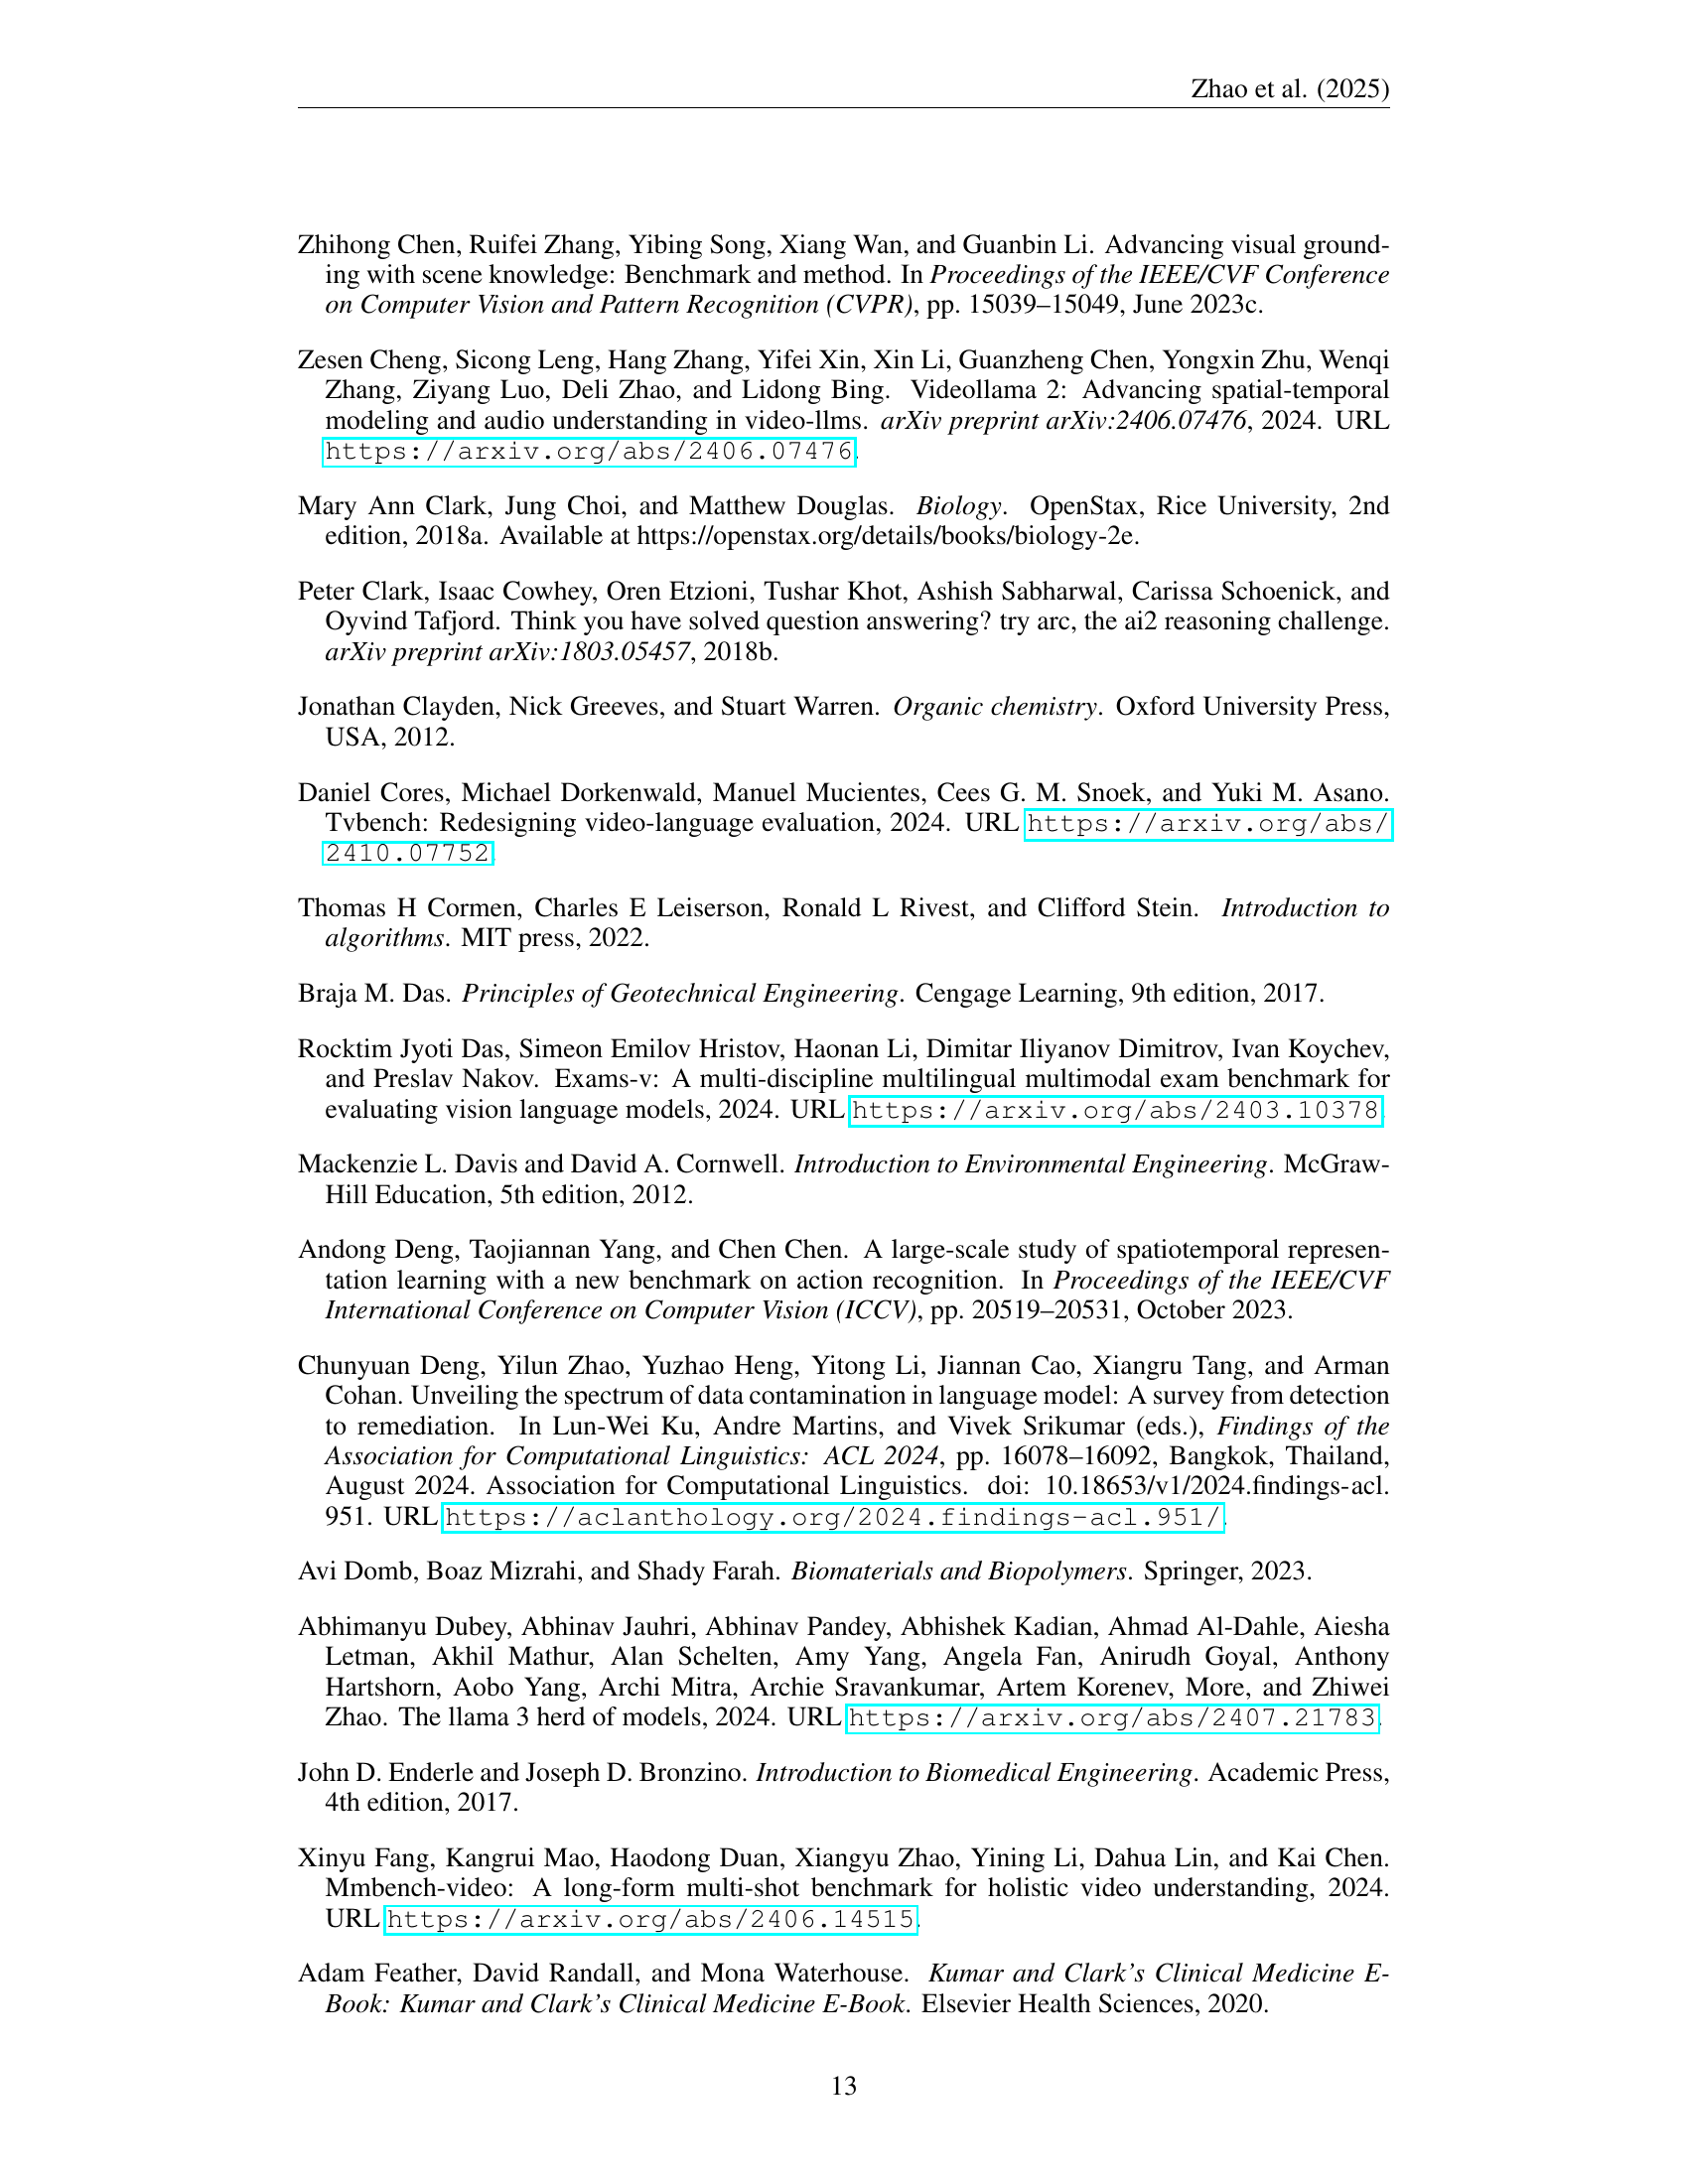 Zhao et al. (2025)
Zhihong Chen, Ruifei Zhang, Yibing Song, Xiang Wan, and Guanbin Li. Advancing visual ground-
ing with scene knowledge: Benchmark and method. In Proceedings of the IEEE/CVF Conference
on Computer Vision and Pattern Recognition (CVPR), pp. 15039–15049, June 2023c.
Zesen Cheng, Sicong Leng, Hang Zhang, Yifei Xin, Xin Li, Guanzheng Chen, Yongxin Zhu, Wenqi
Zhang, Ziyang Luo, Deli Zhao, and Lidong Bing. Videollama 2: Advancing spatial-temporal
modeling and audio understanding in video-llms. arXiv preprint arXiv:2406.07476, 2024. URL
https://arxiv.org/abs/2406.07476.
Mary Ann Clark, Jung Choi, and Matthew Douglas. Biology. OpenStax, Rice University, 2nd
edition, 2018a. Available at https://openstax.org/details/books/biology-2e.
Peter Clark, Isaac Cowhey, Oren Etzioni, Tushar Khot, Ashish Sabharwal, Carissa Schoenick, and
Oyvind Tafjord. Think you have solved question answering? try arc, the ai2 reasoning challenge.
arXiv preprint arXiv:1803.05457, 2018b.
Jonathan Clayden, Nick Greeves, and Stuart Warren. Organic chemistry. Oxford University Press,
USA, 2012.
Daniel Cores, Michael Dorkenwald, Manuel Mucientes, Cees G. M. Snoek, and Yuki M. Asano.
Tvbench: Redesigning video-language evaluation, 2024. URL https://arxiv.org/abs/
2410.07752.
Thomas H Cormen, Charles E Leiserson, Ronald L Rivest, and Clifford Stein. Introduction to
algorithms. MIT press, 2022.
Braja M. Das. Principles of Geotechnical Engineering. Cengage Learning, 9th edition, 2017.
Rocktim Jyoti Das, Simeon Emilov Hristov, Haonan Li, Dimitar Iliyanov Dimitrov, Ivan Koychev,
and Preslav Nakov. Exams-v: A multi-discipline multilingual multimodal exam benchmark for
evaluating vision language models, 2024. URL https://arxiv.org/abs/2403.10378.
Mackenzie L. Davis and David A. Cornwell. Introduction to Environmental Engineering. McGraw-
Hill Education, 5th edition, 2012.
Andong Deng, Taojiannan Yang, and Chen Chen. A large-scale study of spatiotemporal represen-
tation learning with a new benchmark on action recognition. In Proceedings of the IEEE/CVF
International Conference on Computer Vision (ICCV), pp. 20519–20531, October 2023.
Chunyuan Deng, Yilun Zhao, Yuzhao Heng, Yitong Li, Jiannan Cao, Xiangru Tang, and Arman
Cohan. Unveiling the spectrum of data contamination in language model: A survey from detection
to remediation. In Lun-Wei Ku, Andre Martins, and Vivek Srikumar (eds.), Findings of the
Association for Computational Linguistics: ACL 2024, pp. 16078–16092, Bangkok, Thailand,
August 2024. Association for Computational Linguistics. doi: 10.18653/v1/2024.findings-acl.
951. URL https://aclanthology.org/2024.findings-acl.951/.
Avi Domb, Boaz Mizrahi, and Shady Farah. Biomaterials and Biopolymers. Springer, 2023.
Abhimanyu Dubey, Abhinav Jauhri, Abhinav Pandey, Abhishek Kadian, Ahmad Al-Dahle, Aiesha
Letman, Akhil Mathur, Alan Schelten, Amy Yang, Angela Fan, Anirudh Goyal, Anthony
Hartshorn, Aobo Yang, Archi Mitra, Archie Sravankumar, Artem Korenev, More, and Zhiwei
Zhao. The llama 3 herd of models, 2024. URL https://arxiv.org/abs/2407.21783.
John D. Enderle and Joseph D. Bronzino. Introduction to Biomedical Engineering. Academic Press,
4th edition, 2017.
Xinyu Fang, Kangrui Mao, Haodong Duan, Xiangyu Zhao, Yining Li, Dahua Lin, and Kai Chen.
Mmbench-video: A long-form multi-shot benchmark for holistic video understanding, 2024.
URL https://arxiv.org/abs/2406.14515.
Adam Feather, David Randall, and Mona Waterhouse. Kumar and Clark's Clinical Medicine E-
Book: Kumar and Clark's Clinical Medicine E-Book. Elsevier Health Sciences, 2020.
13